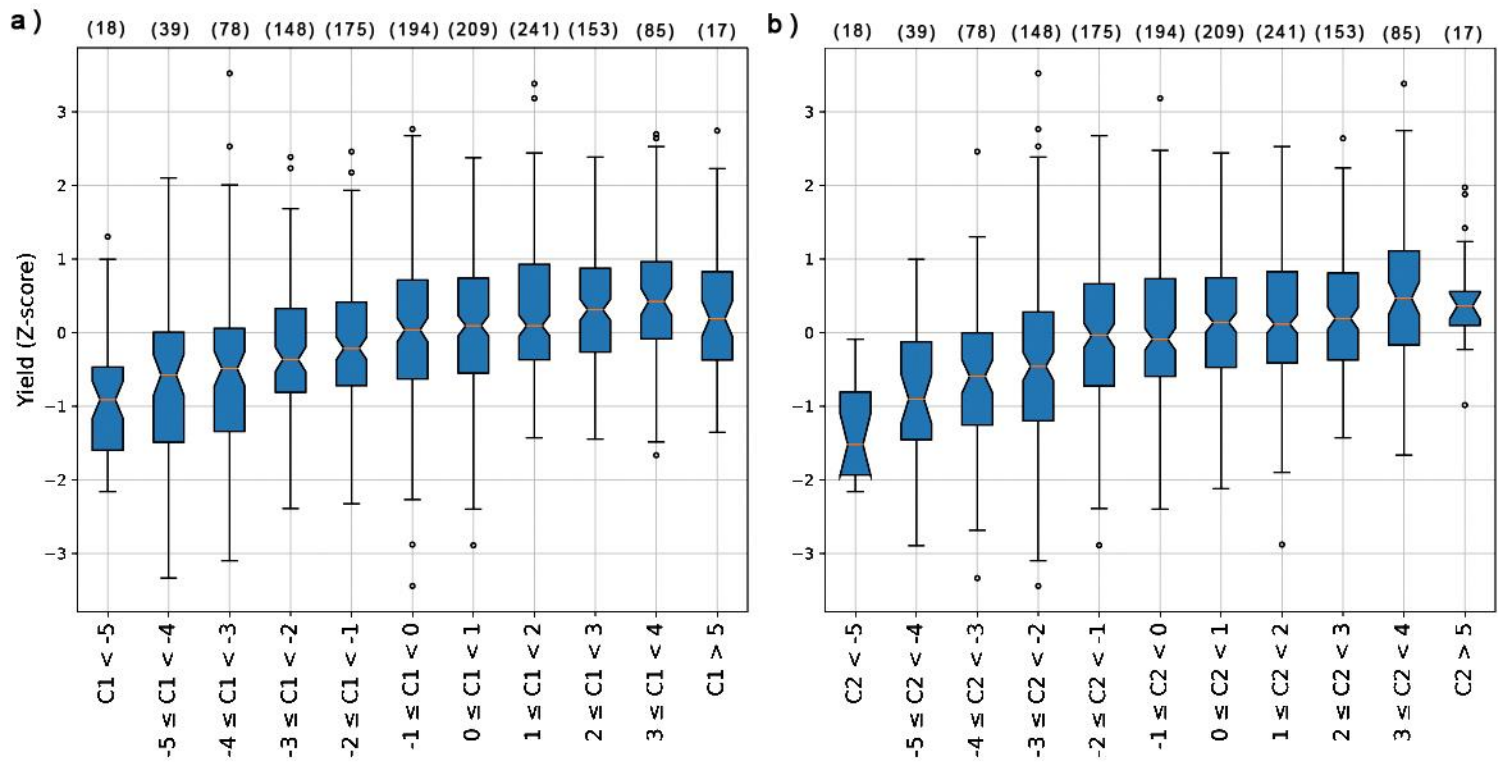 a)
(18) (39) (78) (148) (175) (194) (209) (241) (153) (85) (17)
Yield (Z-score)
3
2
1
0
−1
−2
−3
C1 < -5
-5 ≤ C1 < -4
-4 ≤ C1 < -3
-3 ≤ C1 < -2
-2 ≤ C1 < -1
-1 ≤ C1 < 0
0 ≤ C1 < 1
1 ≤ C1 < 2
2 ≤ C1 < 3
3 ≤ C1 < 4
C1 > 5
b)
(18) (39) (78) (148) (175) (194) (209) (241) (153) (85) (17)
3
2
1
0
−1
−2
−3
C2 < -5
-5 ≤ C2 < -4
-4 ≤ C2 < -3
-3 ≤ C2 < -2
-2 ≤ C2 < -1
-1 ≤ C2 < 0
0 ≤ C2 < 1
1 ≤ C2 < 2
2 ≤ C2 < 3
3 ≤ C2 < 4
C2 > 5